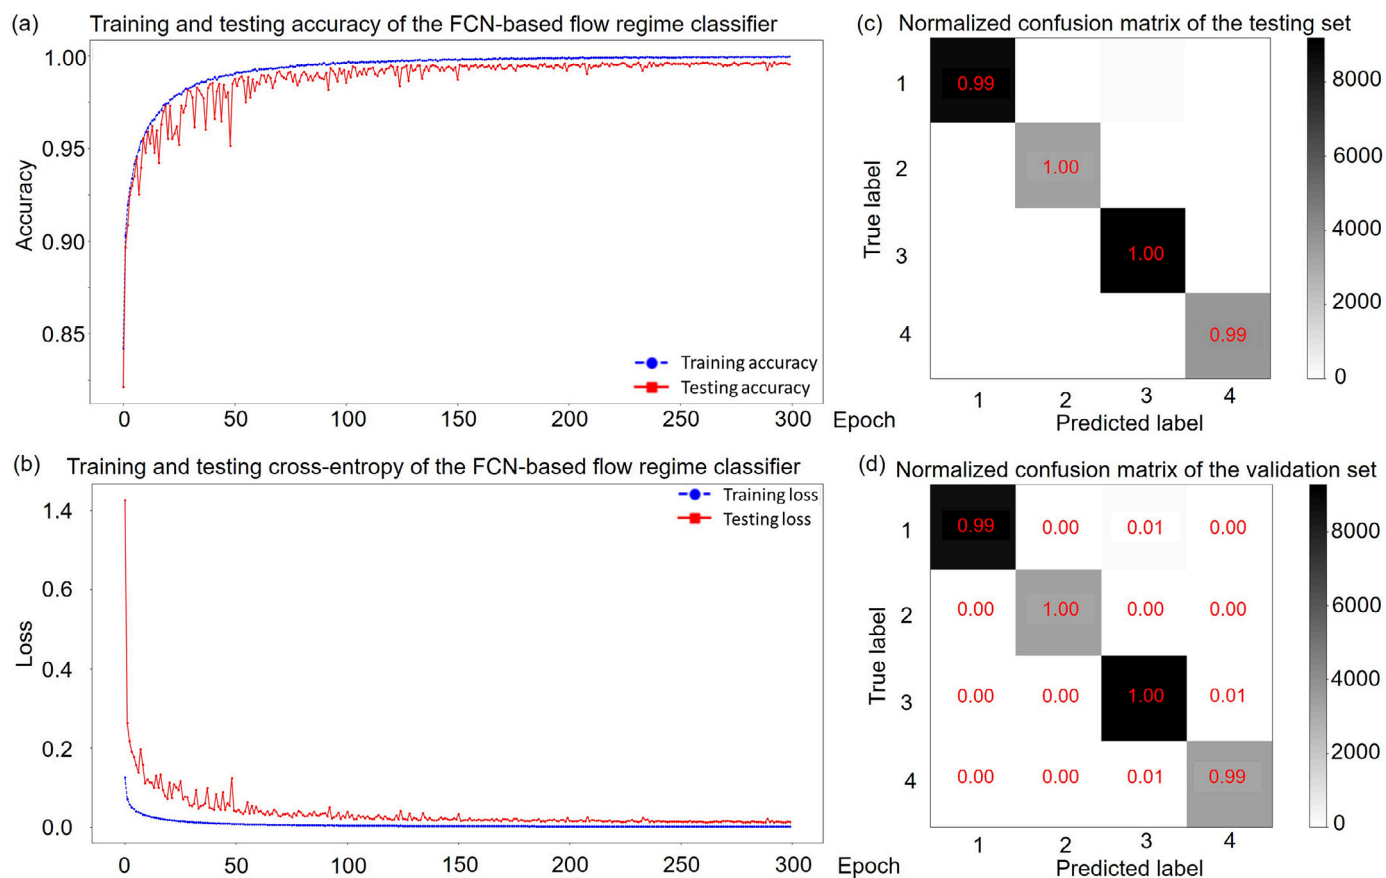 (a) Training and testing accuracy of the FCN-based flow regime classifier
1.00
0.95
0.90
0.85
Accuracy
Training accuracy
Testing accuracy
0 50 100 150 200 250 300 Epoch
(b) Training and testing cross-entropy of the FCN-based flow regime classifier
1.4
0.6
0.4
0.2
0.0
Loss
Training loss
Testing loss
0 50 100 150 200 250 300 Epoch
(c) Normalized confusion matrix of the testing set
True label
1 0.99
2 1.00
3 1.00
4 0.99
1 2 3 4
Predicted label
8000
6000
4000
2000
0
(d) Normalized confusion matrix of the validation set
True label
1 0.99 0.00 0.01 0.00
2 0.00 1.00 0.00 0.00
3 0.00 0.00 1.00 0.01
4 0.00 0.00 0.01 0.99
1 2 3 4
Predicted label
8000
6000
4000
2000
0